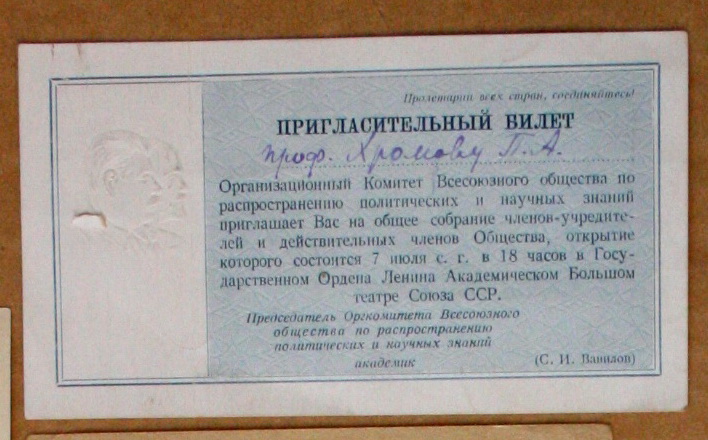 Пролетарии всех стран, соединяйтесь!
ПРИГЛАСИТЕЛЬНЫЙ БИЛЕТ
проф. Хромову П. А.
Организационный Комитет Всесоюзного общества по
распространению политических и научных знаний
приглашает Вас на общее собрание членов-учредите-
лей и действительных членов Общества, открытие
которого состоится 7 июля с. г. в 18 часов в Госу-
дарственном Ордена Ленина Академическом Большом
театре Союза ССР.
Председатель Оргкомитета Всесоюзного
общества по распространению
политических и научных знаний
академик (С. И. Вавилов)